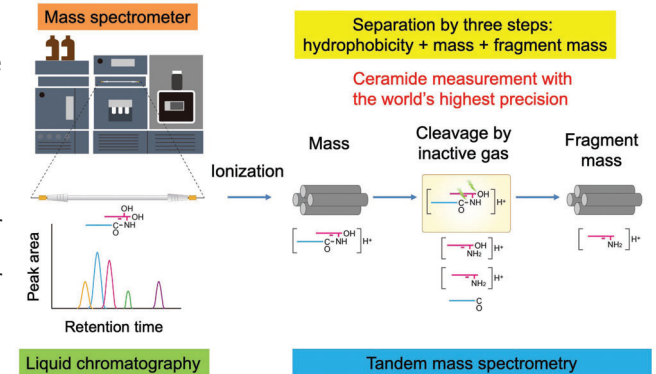 Mass spectrometer
Separation by three steps:
hydrophobicity + mass + fragment mass
Ceramide measurement with
the world's highest precision
Ionization
Mass
Cleavage by
inactive gas
Fragment
mass
OH
OH
C-NH
O
[
OH
C-NH
O
]H+
[
OH
C-NH
O
]H+
[
OH
NH₂
]H+
[
NH₂
]H+
C
O
[
NH₂
]H+
Peak area
Retention time
Liquid chromatography
Tandem mass spectrometry